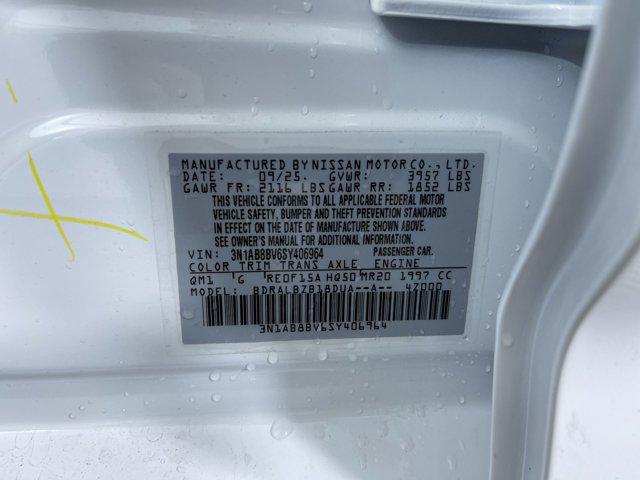 MANUFACTURED BY NISSAN MOTOR CO., LTD.
DATE: 09/25. GVWR: 3957 LBS
GAWR FR: 2116 LBS GAWR RR: 1852 LBS
THIS VEHICLE CONFORMS TO ALL APPLICABLE FEDERAL MOTOR
VEHICLE SAFETY, BUMPER AND THEFT PREVENTION STANDARDS
IN EFFECT ON THE DATE OF MANUFACTURE SHOWN ABOVE.
SEE OWNER'S MANUAL FOR ADDITIONAL INFORMATION.
VIN: 3N1AB8BV6SY406964 PASSENGER CAR.
COLOR TRIM TRANS AXLE ENGINE
QM1 G RE0F15A HQ50 MR20 1997 CC
MODEL: BDRALBZB18DUA--A-- 47000
3N1AB8BV6SY406964